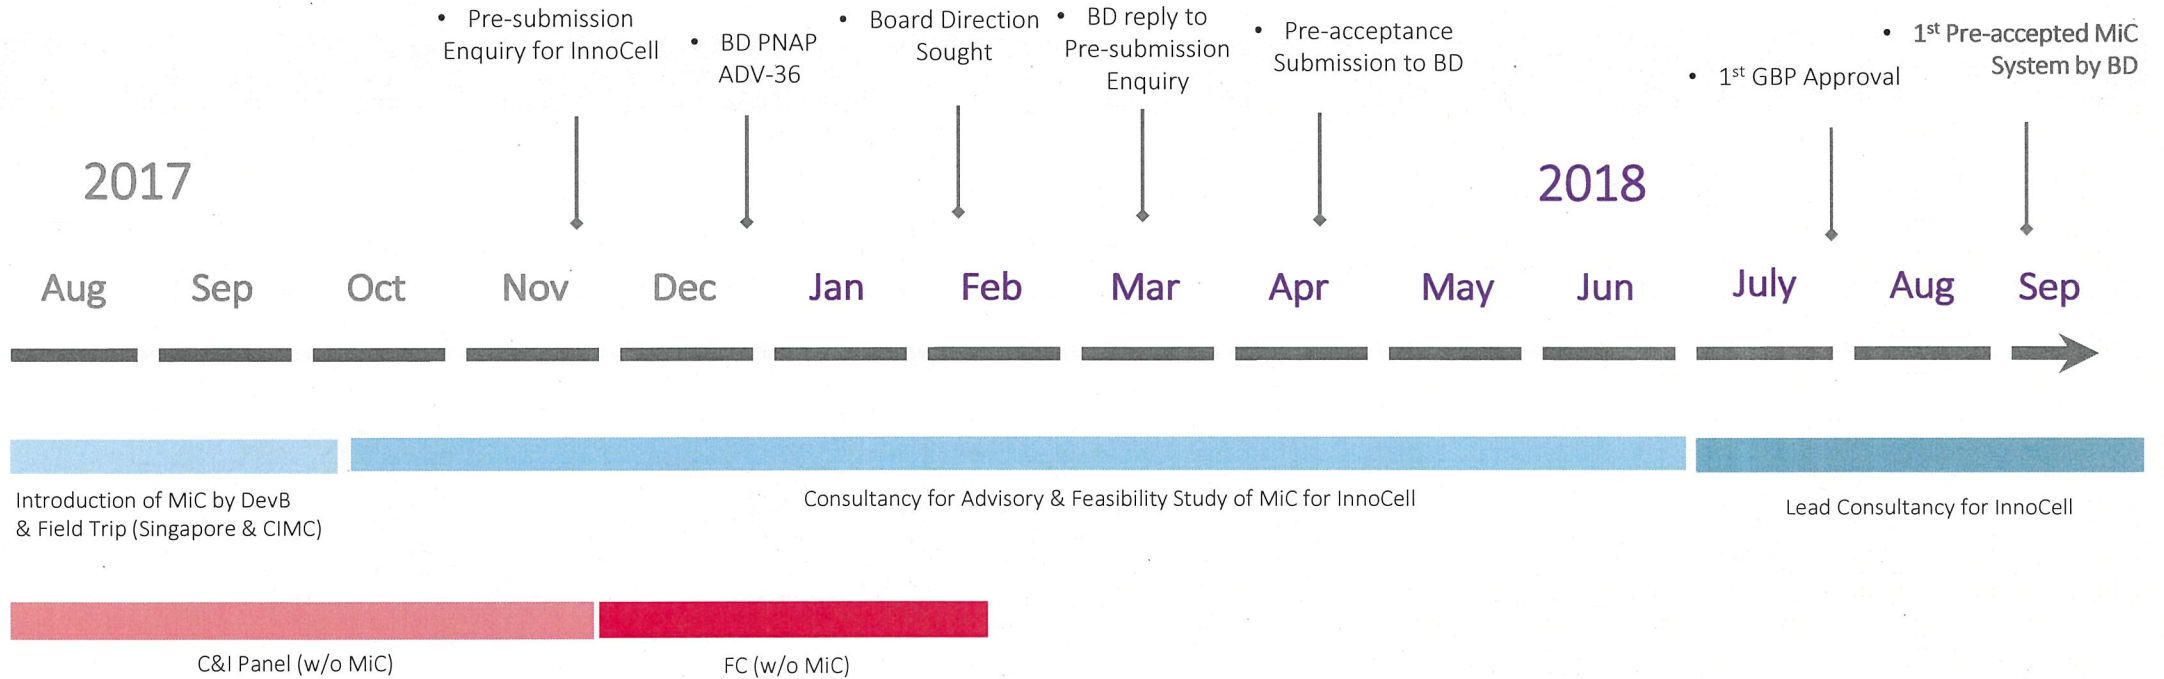 • Pre-submission
Enquiry for InnoCell
• BD PNAP
ADV-36
• Board Direction
Sought
• BD reply to
Pre-submission
Enquiry
• Pre-acceptance
Submission to BD
• 1st GBP Approval
• 1st Pre-accepted MiC
System by BD
2017
2018
Aug Sep Oct Nov Dec Jan Feb Mar Apr May Jun July Aug Sep
Introduction of MiC by DevB
& Field Trip (Singapore & CIMC)
Consultancy for Advisory & Feasibility Study of MiC for InnoCell
Lead Consultancy for InnoCell
C&I Panel (w/o MiC)
FC (w/o MiC)